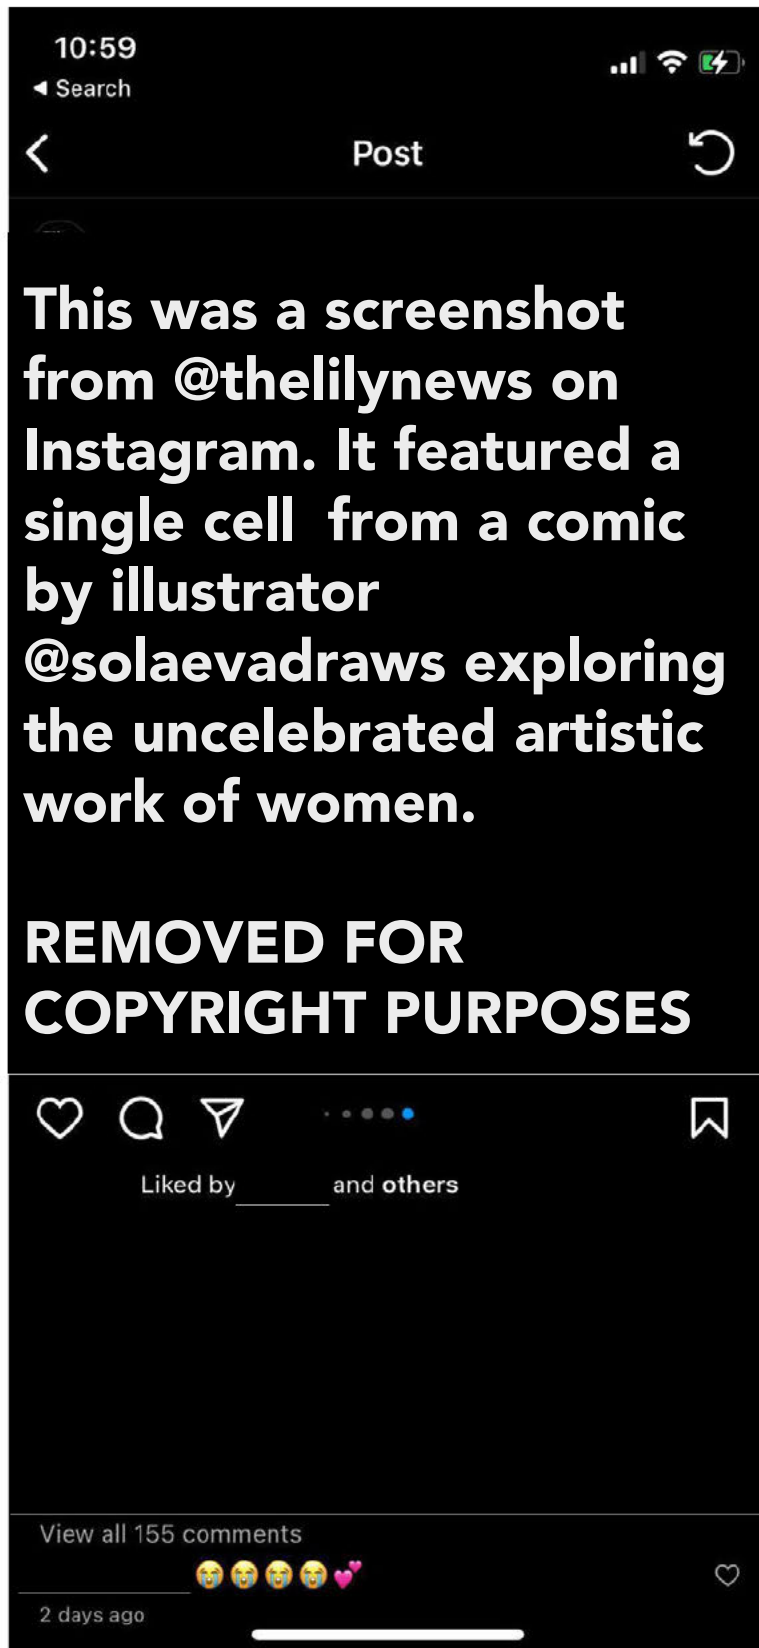 10:59
Search
Post
This was a screenshot
from @thelilynews on
Instagram. It featured a
single cell  from a comic
by illustrator
@solaevadraws exploring
the uncelebrated artistic
work of women.
REMOVED FOR
COPYRIGHT PURPOSES
Liked by and others
View all 155 comments
😭😭😭😭💕
2 days ago